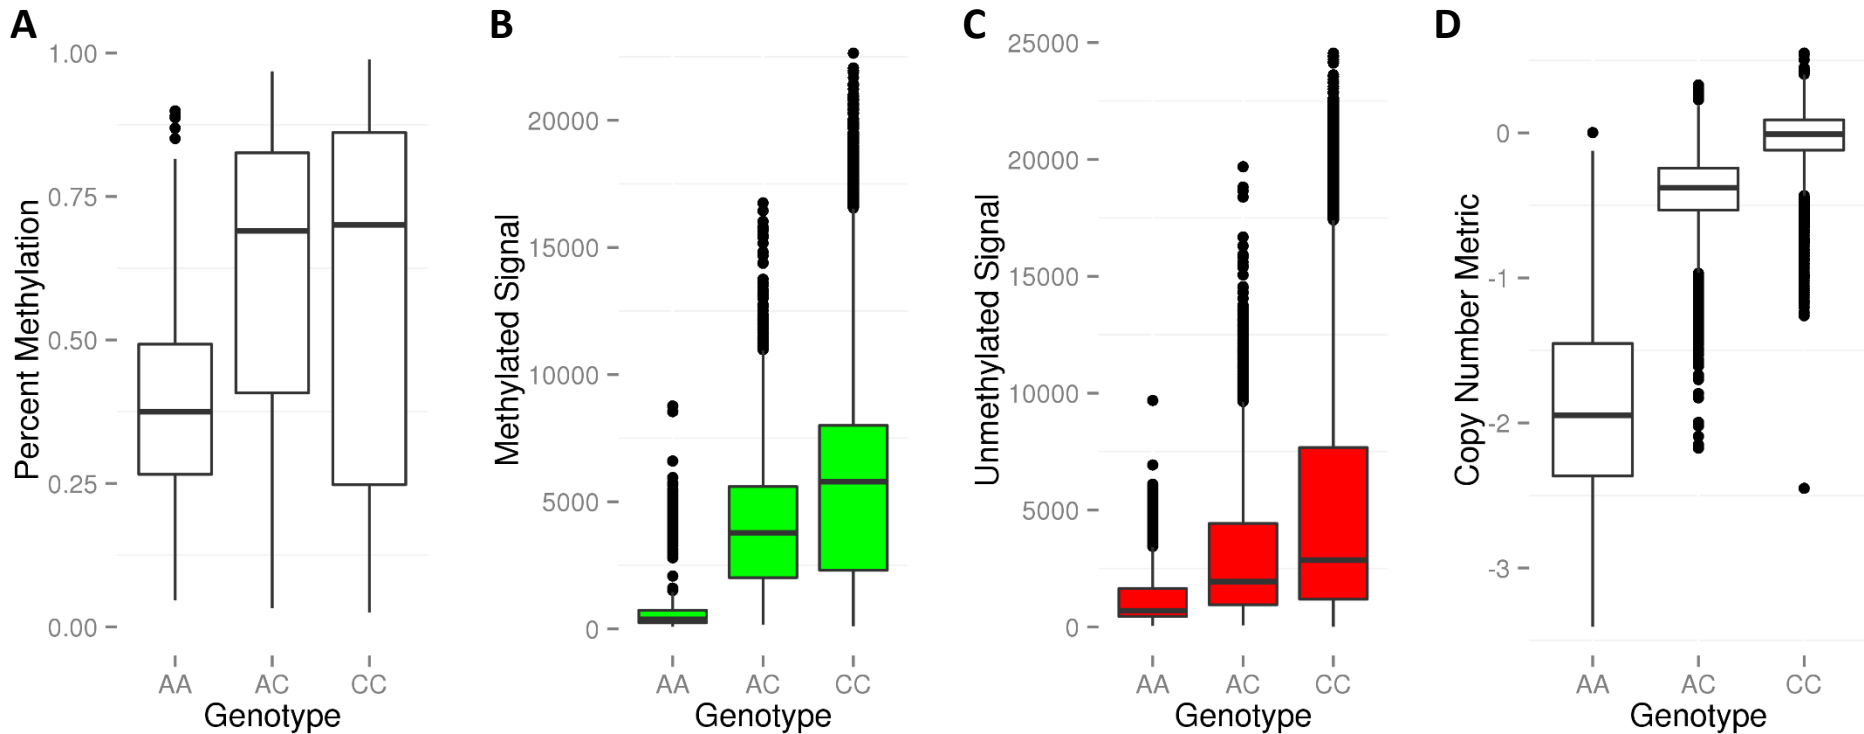 A
Percent Methylation
1.00
0.75
0.50
0.25
0.00
AA AC CC
Genotype
B
Methylated Signal
20000
15000
10000
5000
0
AA AC CC
Genotype
C
Unmethylated Signal
25000
20000
15000
10000
5000
0
AA AC CC
Genotype
D
Copy Number Metric
0
-1
-2
-3
AA AC CC
Genotype